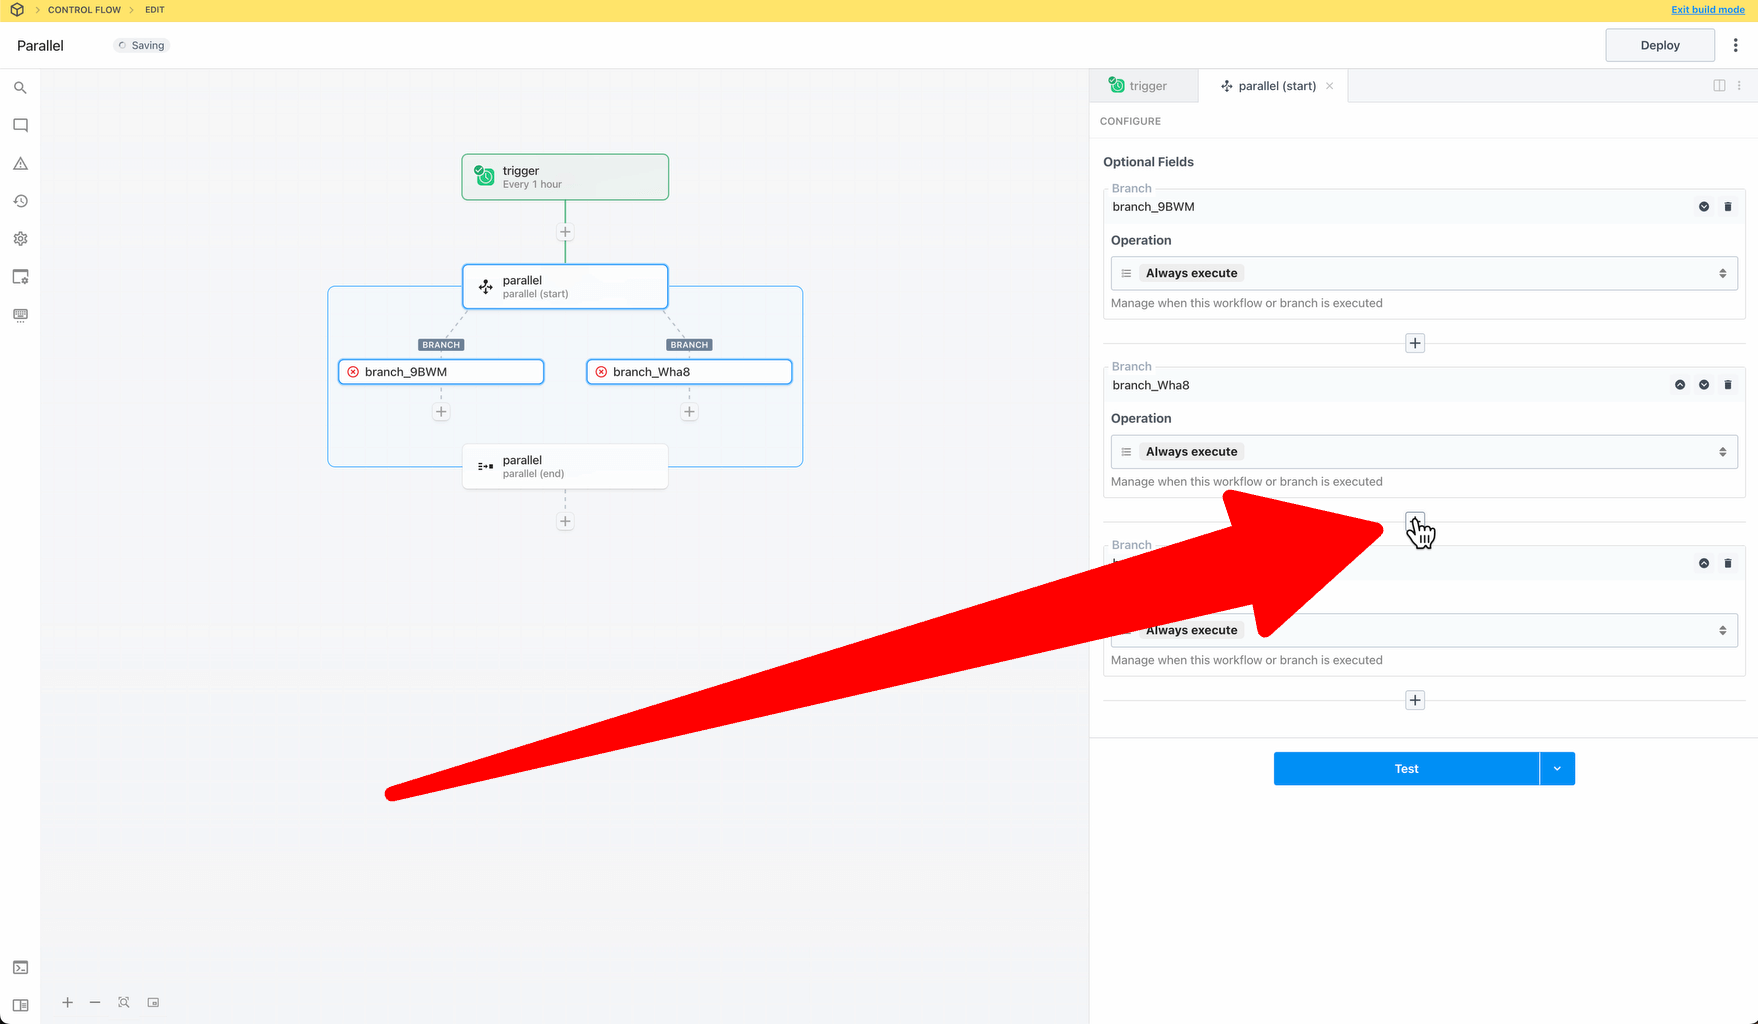 CONTROL FLOW
EDIT
Exit build mode
Parallel
Saving
Deploy
trigger
parallel (start)
CONFIGURE
Optional Fields
Branch
branch_9BWM
Operation
Always execute
Manage when this workflow or branch is executed
Branch
branch_Wha8
Operation
Always execute
Manage when this workflow or branch is executed
Branch
Always execute
Manage when this workflow or branch is executed
Test
trigger
Every 1 hour
parallel
parallel (start)
BRANCH
BRANCH
branch_9BWM
branch_Wha8
parallel
parallel (end)